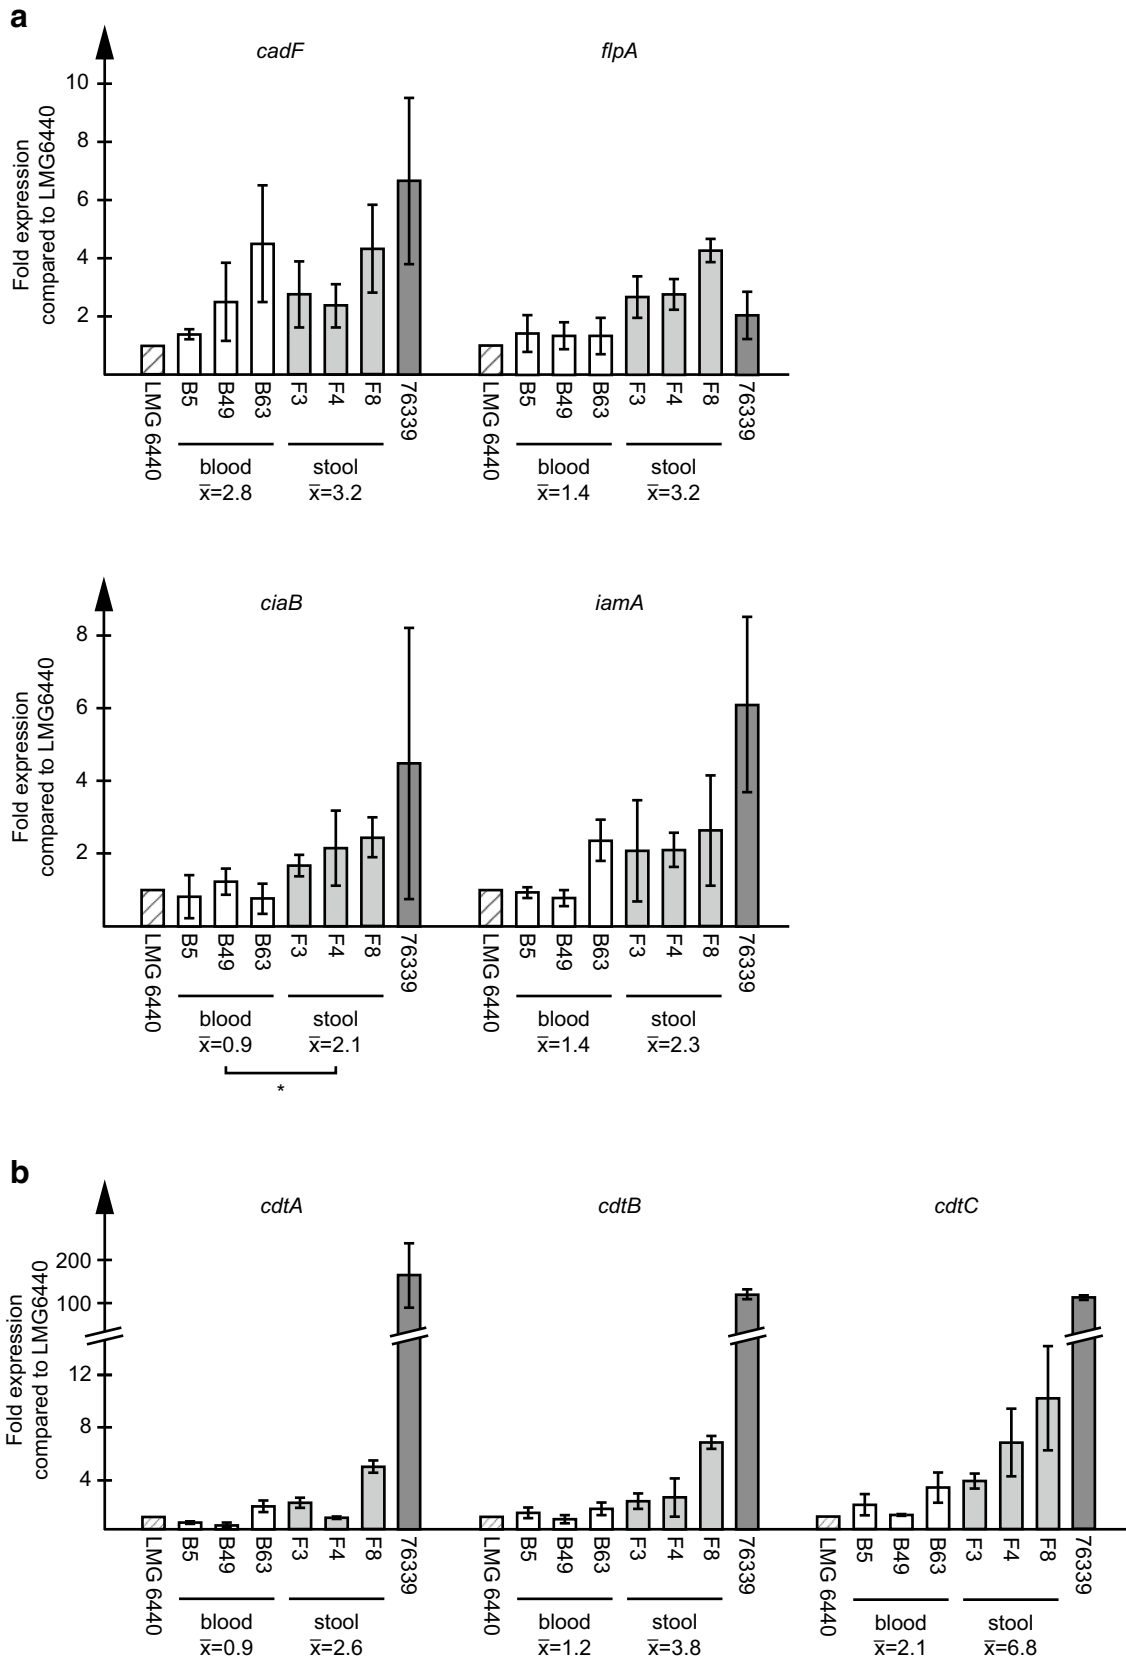 a
cadF
flpA
Fold expression
compared to LMG6440
10
8
6
4
2
LMG 6440
B5
B49
B63
F3
F4
F8
76339
LMG 6440
B5
B49
B63
F3
F4
F8
76339
blood
x̅=2.8
stool
x̅=3.2
blood
x̅=1.4
stool
x̅=3.2
ciaB
iamA
Fold expression
compared to LMG6440
8
6
4
2
LMG 6440
B5
B49
B63
F3
F4
F8
76339
LMG 6440
B5
B49
B63
F3
F4
F8
76339
blood
x̅=0.9
stool
x̅=2.1
*
blood
x̅=1.4
stool
x̅=2.3
b
cdtA
cdtB
cdtC
Fold expression
compared to LMG6440
200
100
12
8
4
LMG 6440
B5
B49
B63
F3
F4
F8
76339
LMG 6440
B5
B49
B63
F3
F4
F8
76339
LMG 6440
B5
B49
B63
F3
F4
F8
76339
blood
x̅=0.9
stool
x̅=2.6
blood
x̅=1.2
stool
x̅=3.8
blood
x̅=2.1
stool
x̅=6.8